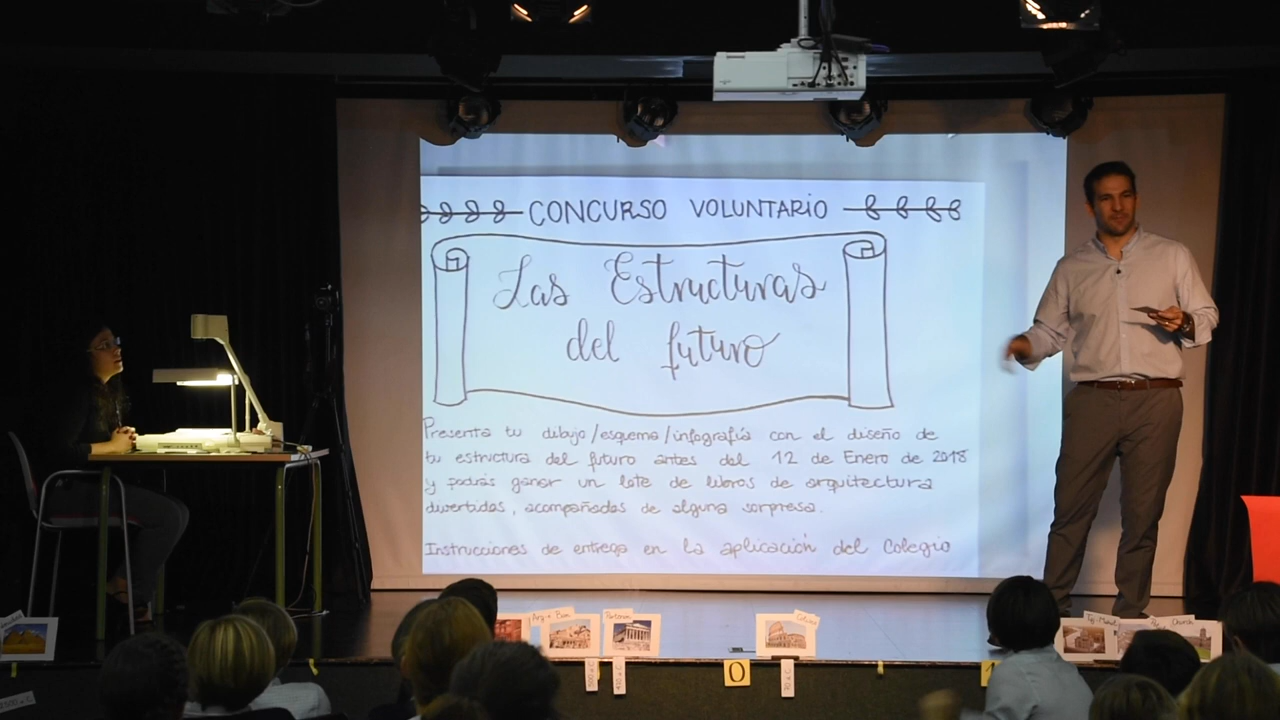 CONCURSO VOLUNTARIO
Las Estructuras
del futuro
Presenta tu dibujo/esquema/infografía con el diseño de
tu estructura del futuro antes del 12 de Enero de 2018
y podrás ganar un lote de libros de arquitectura
divertidos, acompañados de alguna sorpresa.
Instrucciones de entrega en la aplicación del Colegio
Partenón
O